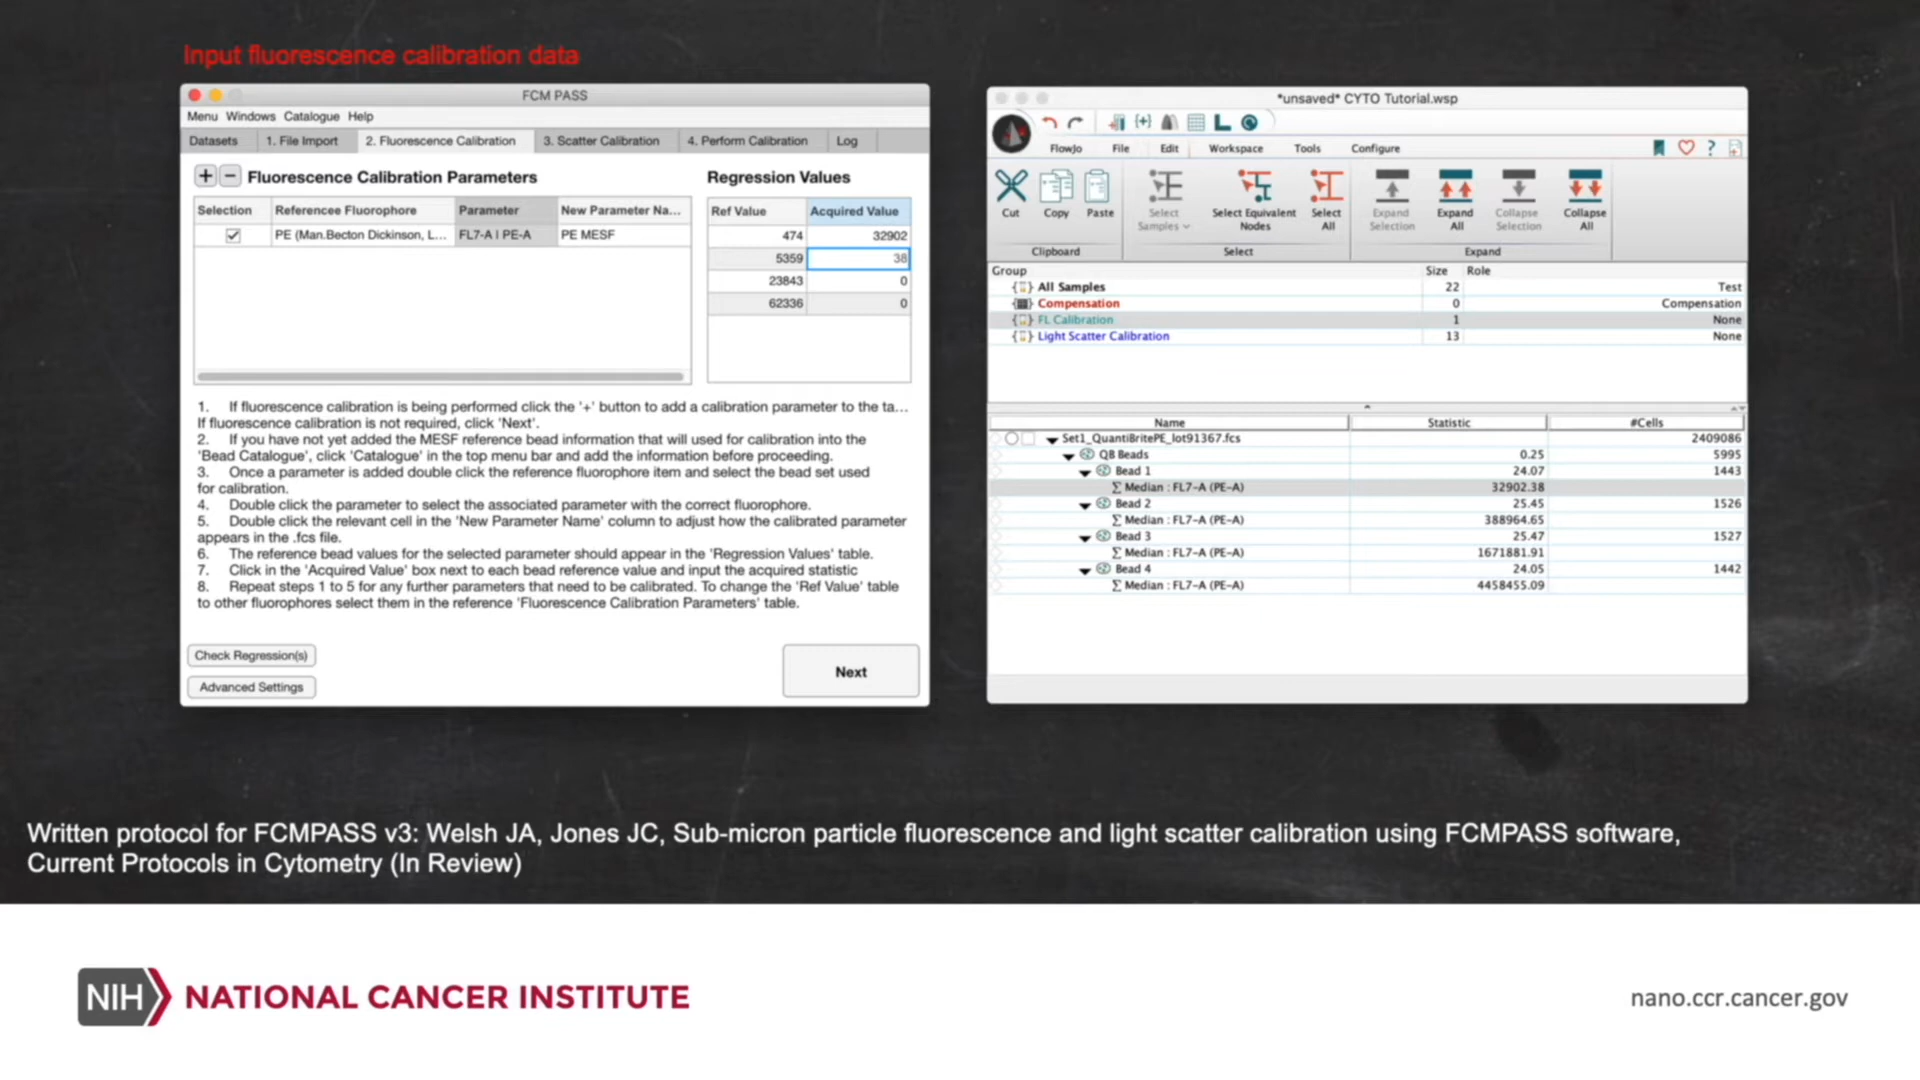 Input fluorescence calibration data
FCM PASS
Menu Windows Catalogue Help
Datasets 1. File Import 2. Fluorescence Calibration 3. Scatter Calibration 4. Perform Calibration Log
+ − Fluorescence Calibration Parameters
Selection Referencee Fluorophore Parameter New Parameter Na...
PE (Man.Becton Dickinson, L... FL7-A | PE-A PE MESF
Regression Values
Ref Value Acquired Value
474 32902
5359 38
23843 0
62336 0
1. If fluorescence calibration is being performed click the '+' button to add a calibration parameter to the ta...
If fluorescence calibration is not required, click 'Next'.
2. If you have not yet added the MESF reference bead information that will used for calibration into the
'Bead Catalogue', click 'Catalogue' in the top menu bar and add the information before proceeding.
3. Once a parameter is added double click the reference fluorophore item and select the bead set used
for calibration.
4. Double click the parameter to select the associated parameter with the correct fluorophore.
5. Double click the relevant cell in the 'New Parameter Name' column to adjust how the calibrated parameter
appears in the .fcs file.
6. The reference bead values for the selected parameter should appear in the 'Regression Values' table.
7. Click in the 'Acquired Value' box next to each bead reference value and input the acquired statistic
8. Repeat steps 1 to 5 for any further parameters that need to be calibrated. To change the 'Ref Value' table
to other fluorophores select them in the reference 'Fluorescence Calibration Parameters' table.
Check Regression(s)
Advanced Settings
Next
*unsaved* CYTO Tutorial.wsp
FlowJo File Edit Workspace Tools Configure
Cut Copy Paste Select Samples Select Equivalent Nodes Select All Expand Selection Expand All Collapse Selection Collapse All
Clipboard Select Expand
Group Size Role
All Samples 22 Test
Compensation 0 Compensation
FL Calibration 1 None
Light Scatter Calibration 13 None
Name Statistic #Cells
Set1_QuantiBritePE_lot91367.fcs 2409086
QB Beads 0.25 5995
Bead 1 24.07 1443
Σ Median : FL7-A (PE-A) 32902.38
Bead 2 25.45 1526
Σ Median : FL7-A (PE-A) 388964.65
Bead 3 25.47 1527
Σ Median : FL7-A (PE-A) 1671881.91
Bead 4 24.05 1442
Σ Median : FL7-A (PE-A) 4458455.09
Written protocol for FCMPASS v3: Welsh JA, Jones JC, Sub-micron particle fluorescence and light scatter calibration using FCMPASS software,
Current Protocols in Cytometry (In Review)
NIH NATIONAL CANCER INSTITUTE
nano.ccr.cancer.gov